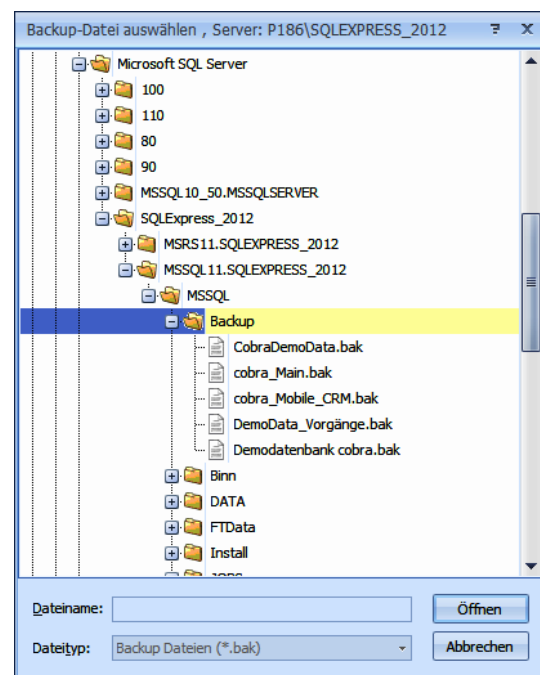 Backup-Datei auswählen , Server: P186\SQLEXPRESS_2012
Microsoft SQL Server
100
110
80
90
MSSQL10_50.MSSQLSERVER
SQLExpress_2012
MSRS11.SQLEXPRESS_2012
MSSQL11.SQLEXPRESS_2012
MSSQL
Backup
CobraDemoData.bak
cobra_Main.bak
cobra_Mobile_CRM.bak
DemoData_Vorgänge.bak
Demodatenbank cobra.bak
Binn
DATA
FTData
Install
Dateiname:
Öffnen
Dateityp: Backup Dateien (*.bak)
Abbrechen